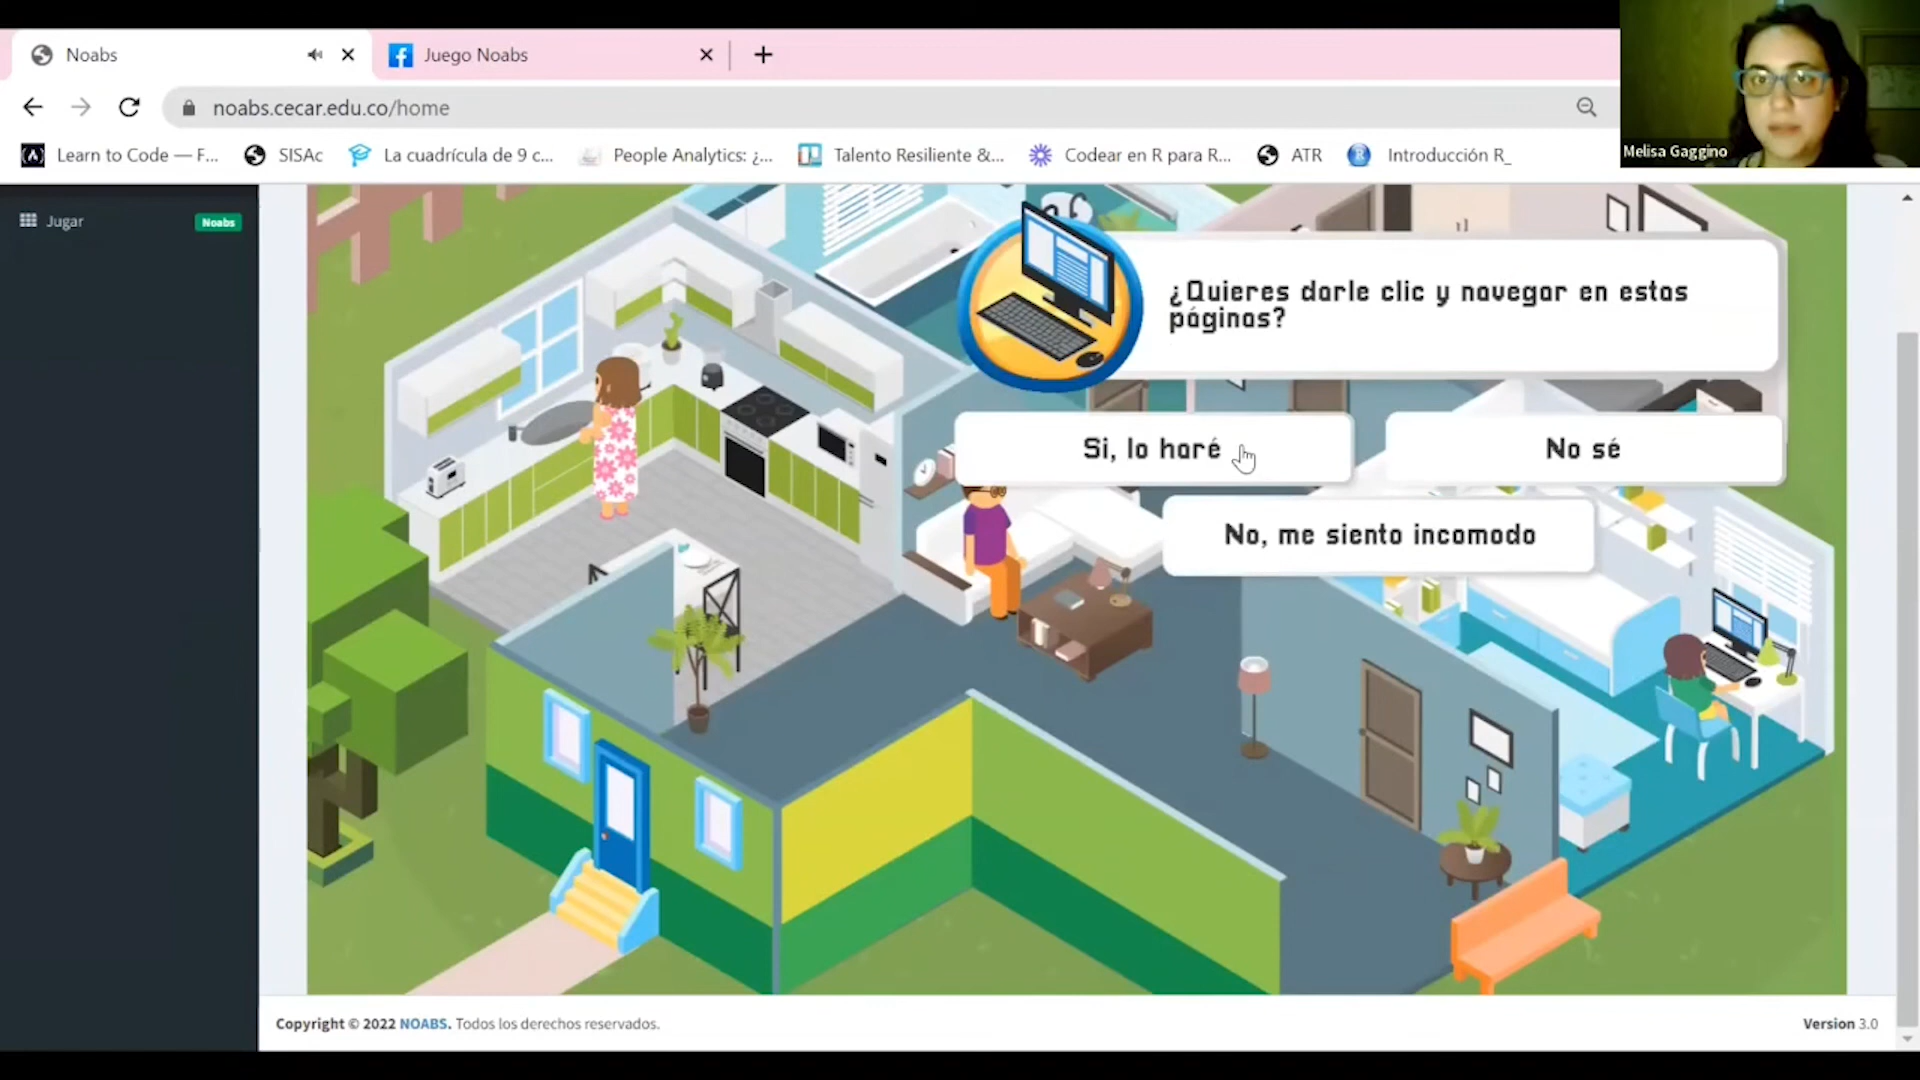 Noabs
Juego Noabs
noabs.cecar.edu.co/home
Learn to Code — F...
SISAc
La cuadrícula de 9 c...
People Analytics: ¿...
Talento Resiliente &...
Codear en R para R...
ATR
Introducción R_
Melisa Gaggino
Jugar
Noabs
¿Quieres darle clic y navegar en estas
páginas?
Si, lo haré
No sé
No, me siento incomodo
Copyright © 2022 NOABS. Todos los derechos reservados.
Version 3.0